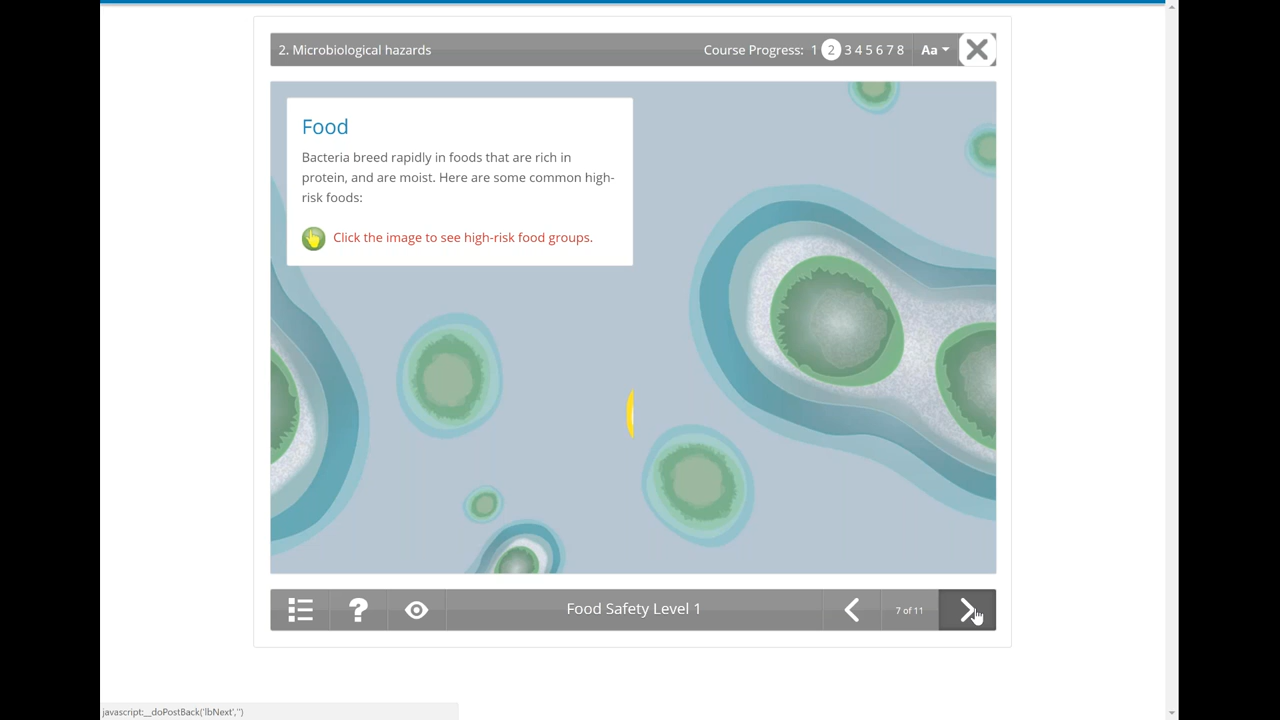 2. Microbiological hazards
Course Progress: 1 2 3 4 5 6 7 8
Aa
Food
Bacteria breed rapidly in foods that are rich in
protein, and are moist. Here are some common high-
risk foods:
Click the image to see high-risk food groups.
?
Food Safety Level 1
7 of 11
javascript:__doPostBack('lbNext','')